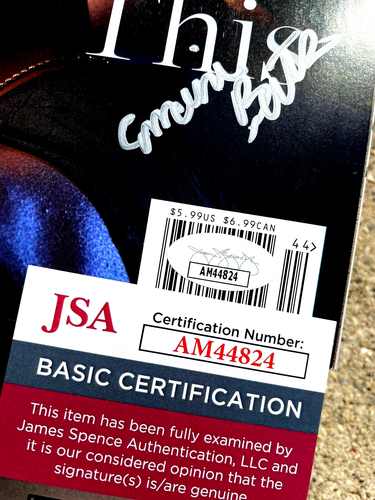 This
$5.99US $6.99CAN
44>
AM44824
JSA
Certification Number:
AM44824
BASIC CERTIFICATION
This item has been fully examined by
James Spence Authentication, LLC and
it is our considered opinion that the
signature(s) is/are genuine